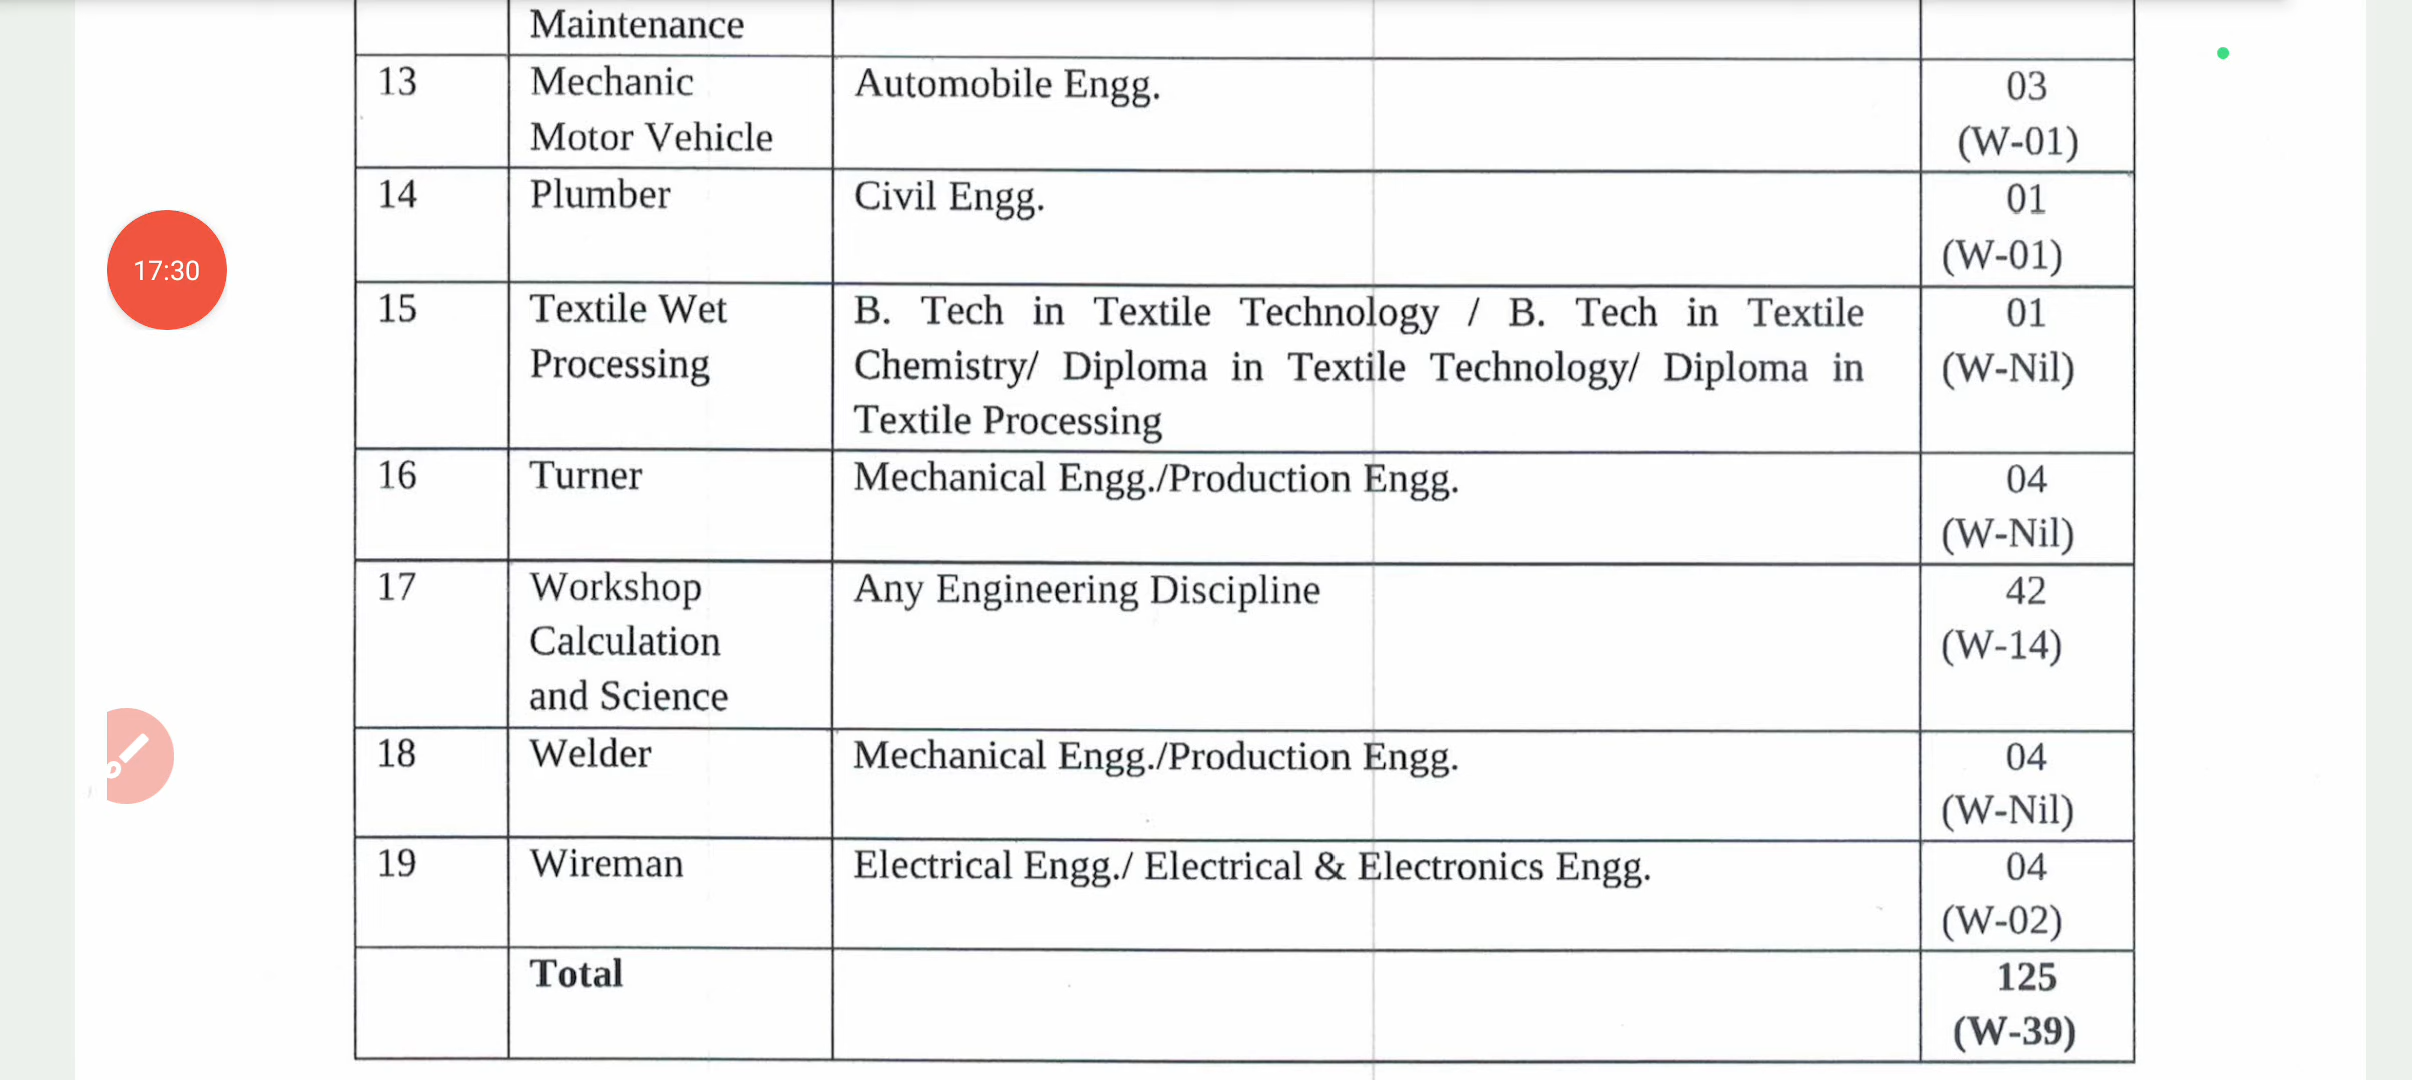 Maintenance
13 Mechanic Automobile Engg. 03
Motor Vehicle (W-01)
14 Plumber Civil Engg. 01
(W-01)
17:30
15 Textile Wet B. Tech in Textile Technology / B. Tech in Textile 01
Processing Chemistry/ Diploma in Textile Technology/ Diploma in (W-Nil)
Textile Processing
16 Turner Mechanical Engg./Production Engg. 04
(W-Nil)
17 Workshop Any Engineering Discipline 42
Calculation (W-14)
and Science
18 Welder Mechanical Engg./Production Engg. 04
(W-Nil)
19 Wireman Electrical Engg./ Electrical & Electronics Engg. 04
(W-02)
Total 125
(W-39)